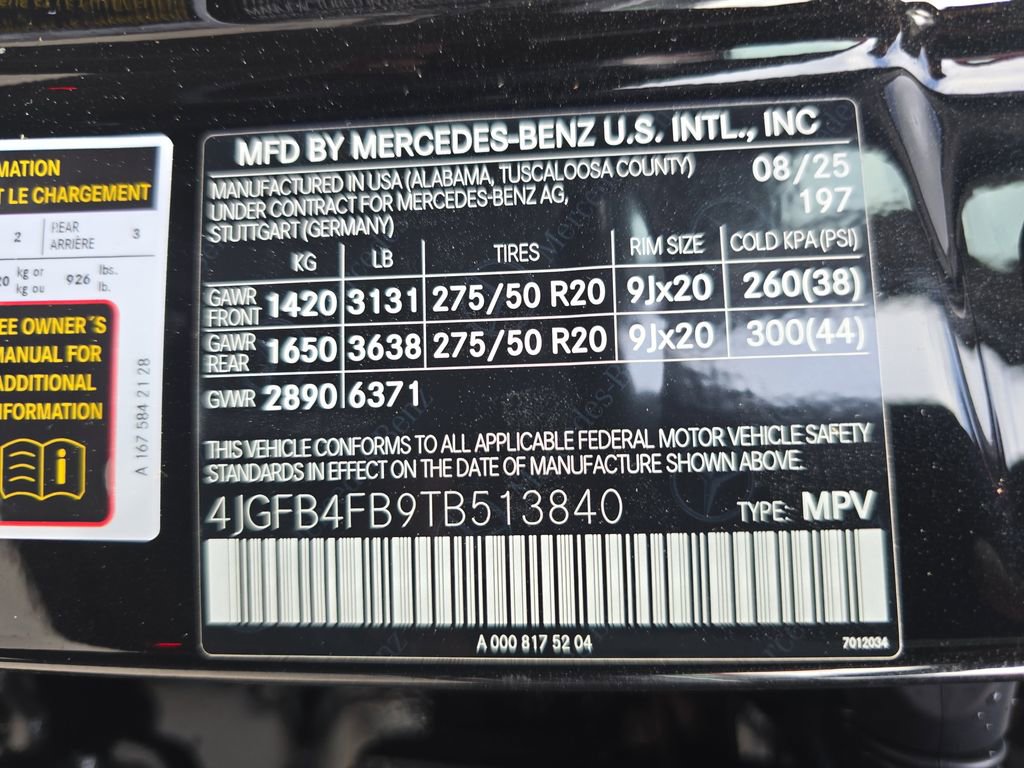 MATION
T LE CHARGEMENT
2 REAR ARRIÈRE 3
20 kg or kg ou 926 lbs. lb.
EE OWNER'S
MANUAL FOR
ADDITIONAL
NFORMATION
A 167 584 21 28
MFD BY MERCEDES-BENZ U.S. INTL., INC
MANUFACTURED IN USA (ALABAMA, TUSCALOOSA COUNTY) 08/25
UNDER CONTRACT FOR MERCEDES-BENZ AG, 197
STUTTGART (GERMANY)
KG LB TIRES RIM SIZE COLD KPA (PSI)
GAWR FRONT 1420 3131 275/50 R20 9Jx20 260(38)
GAWR REAR 1650 3638 275/50 R20 9Jx20 300(44)
GVWR 2890 6371
THIS VEHICLE CONFORMS TO ALL APPLICABLE FEDERAL MOTOR VEHICLE SAFETY
STANDARDS IN EFFECT ON THE DATE OF MANUFACTURE SHOWN ABOVE.
4JGFB4FB9TB513840 TYPE: MPV
A 000 817 52 04
7012034